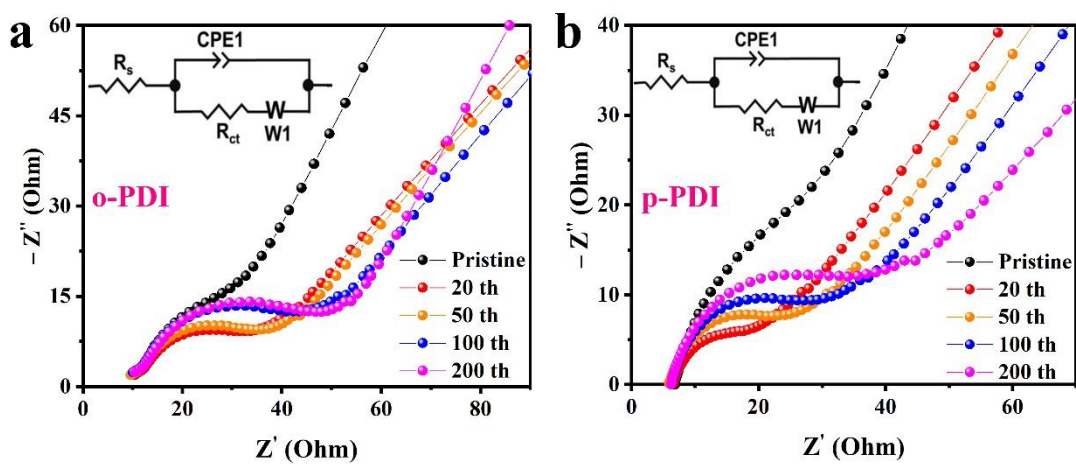 a
60
45
30
15
0
− Z'' (Ohm)
CPE1
Rs
Rct
W1
o-PDI
Pristine
20 th
50 th
100 th
200 th
0 20 40 60 80
Z' (Ohm)
b
40
30
20
10
0
− Z'' (Ohm)
CPE1
Rs
Rct
W1
p-PDI
Pristine
20 th
50 th
100 th
200 th
0 20 40 60
Z' (Ohm)